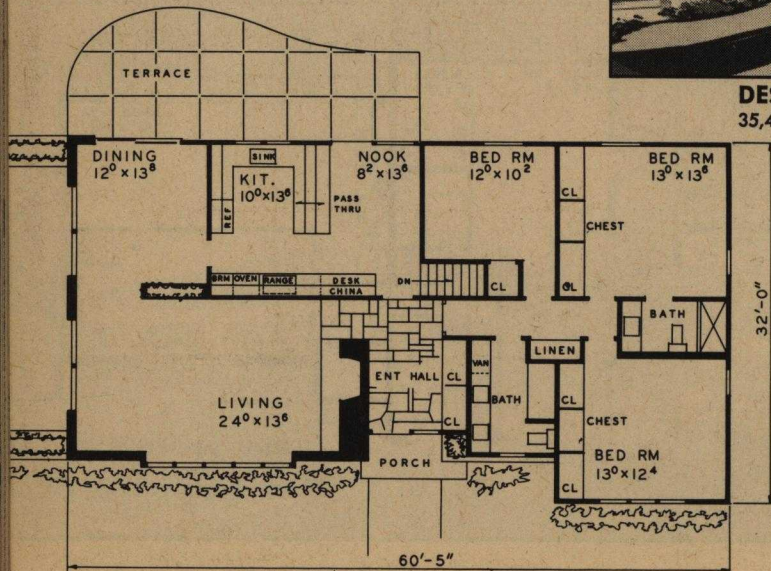 TERRACE
DES
35,4
DINING
12⁰ x 13⁸
SINK
KIT.
10⁰ x 13⁶
REF
NOOK
8² x 13⁶
PASS
THRU
BED RM
12⁰ x 10²
CL
BED RM
13⁰ x 13⁶
CHEST
CL
BRM OVEN RANGE DESK
CHINA
DN
CL
BATH
32'-0"
LINEN
VAN
ENT HALL
CL
CL
BATH
LIVING
24⁰ x 13⁶
CL
CHEST
BED RM
13⁰ x 12⁴
CL
PORCH
60'-5"